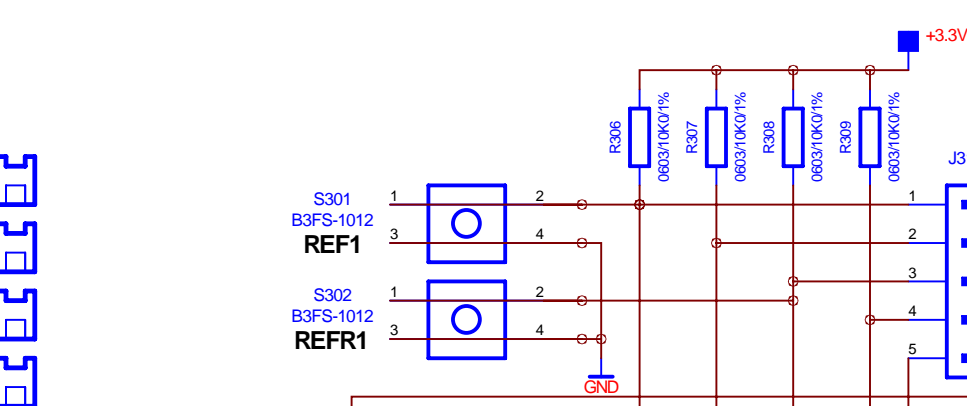 +3.3V
R306
0603/10K0/1%
R307
0603/10K0/1%
R308
0603/10K0/1%
R309
0603/10K0/1%
J3
S301
B3FS-1012
REF1
1
2
3
4
S302
B3FS-1012
REFR1
1
2
3
4
GND
1
2
3
4
5